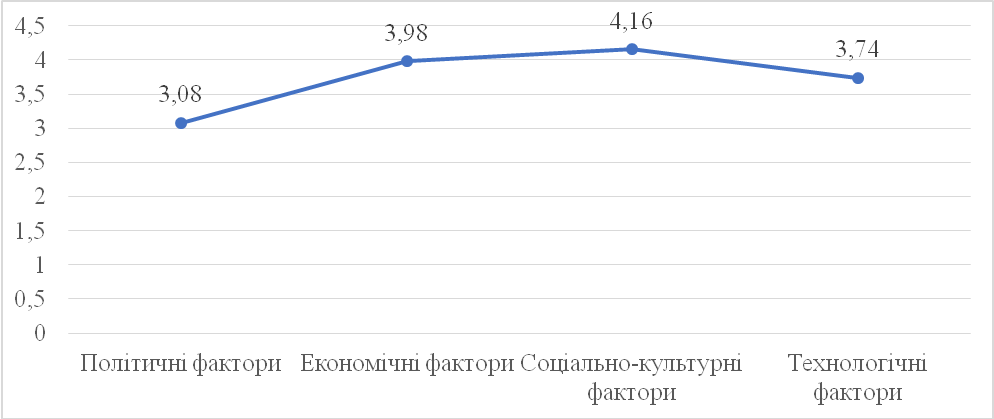 4,5
4
3,5
3
2,5
2
1,5
1
0,5
0
3,08
3,98
4,16
3,74
Політичні фактори
Економічні фактори
Соціально-культурні
фактори
Технологічні
фактори